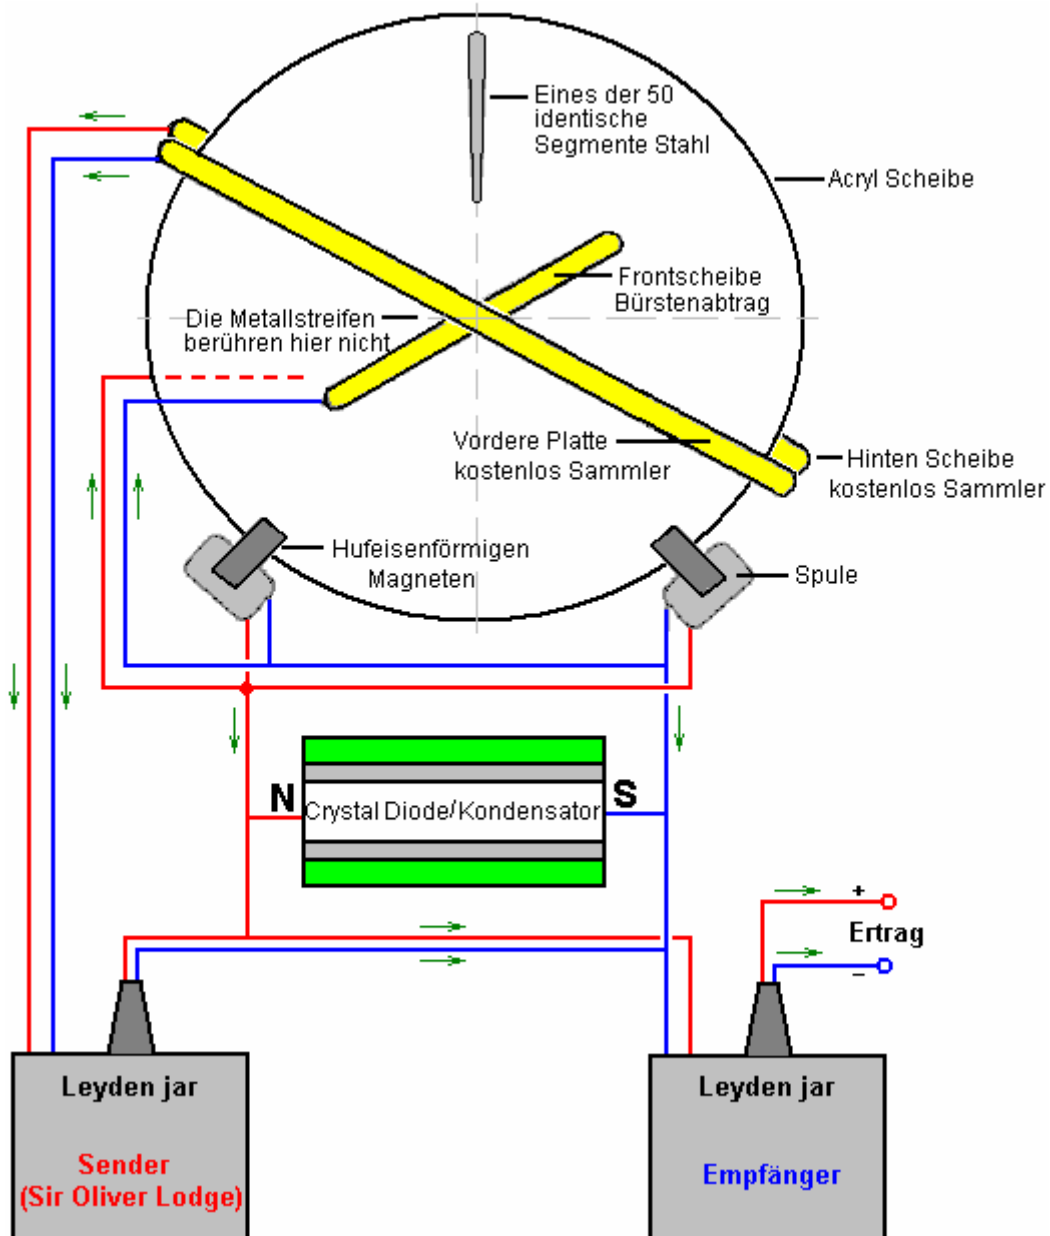 Eines der 50
identische
Segmente Stahl
Acryl Scheibe
Frontscheibe
Bürstenabtrag
Die Metallstreifen
berühren hier nicht
Vordere Platte
kostenlos Sammler
Hinten Scheibe
kostenlos Sammler
Hufeisenförmigen
Magneten
Spule
N
Crystal Diode/Kondensator
S
+
Ertrag
–
Leyden jar
Sender
(Sir Oliver Lodge)
Leyden jar
Empfänger